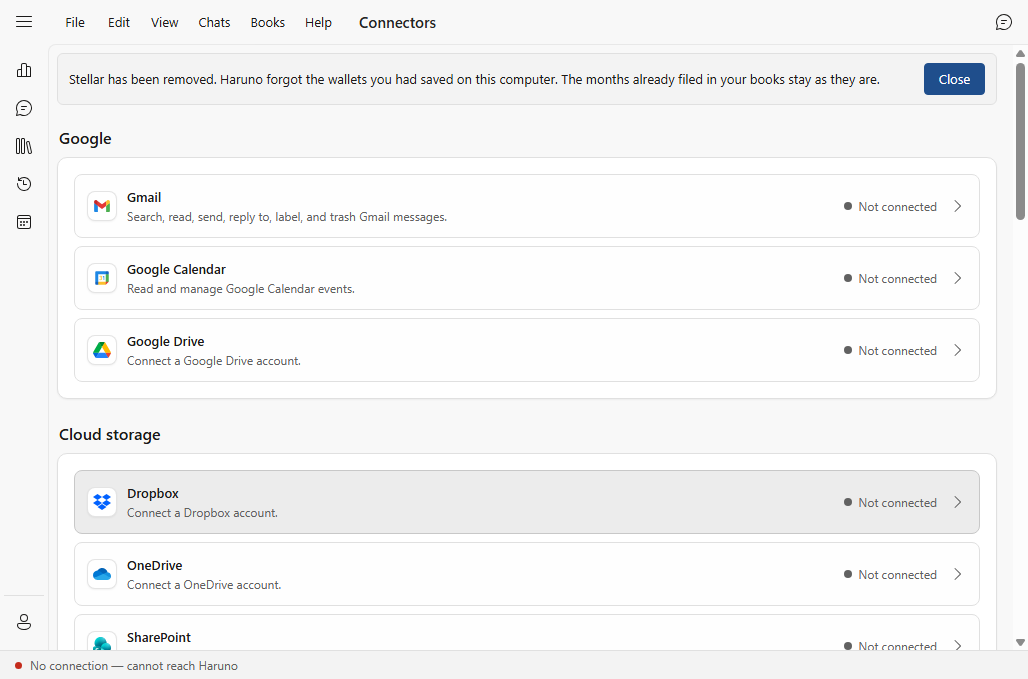 File Edit View Chats Books Help Connectors
Stellar has been removed. Haruno forgot the wallets you had saved on this computer. The months already filed in your books stay as they are.
Close
Google
Gmail
Search, read, send, reply to, label, and trash Gmail messages.
Not connected
Google Calendar
Read and manage Google Calendar events.
Not connected
Google Drive
Connect a Google Drive account.
Not connected
Cloud storage
Dropbox
Connect a Dropbox account.
Not connected
OneDrive
Connect a OneDrive account.
Not connected
SharePoint
Not connected
No connection — cannot reach Haruno